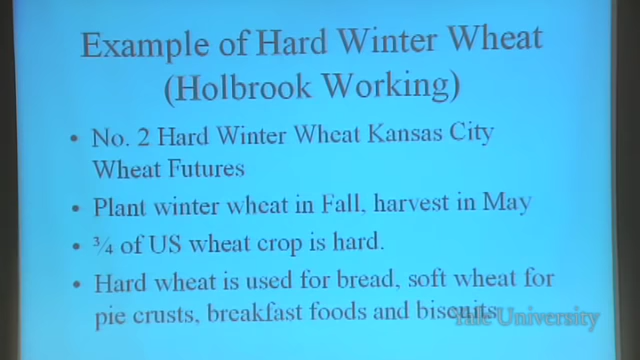 Example of Hard Winter Wheat
(Holbrook Working)
• No. 2 Hard Winter Wheat Kansas City
Wheat Futures
• Plant winter wheat in Fall, harvest in May
• ¾ of US wheat crop is hard.
• Hard wheat is used for bread, soft wheat for
pie crusts, breakfast foods and biscuits
Yale University